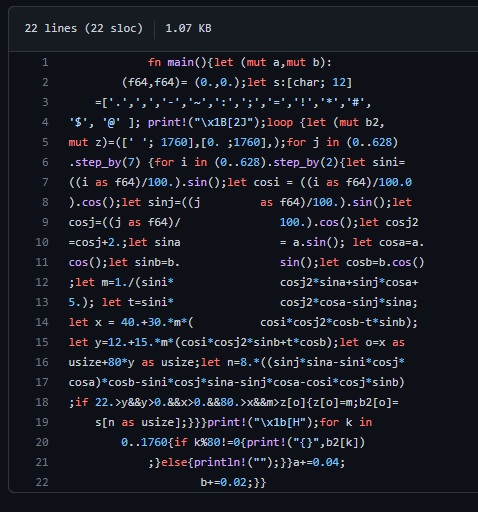 22 lines (22 sloc) 1.07 KB
1 fn main(){let (mut a,mut b):
2 (f64,f64)= (0.,0.);let s:[char; 12]
3 =['.',',','-','~',':',';','=','!','*','#',
4 '$', '@' ]; print!("\x1B[2J");loop {let (mut b2,
5 mut z)=([' '; 1760],[0. ;1760],);for j in (0..628)
6 .step_by(7) {for i in (0..628).step_by(2){let sini=
7 ((i as f64)/100.).sin();let cosi = ((i as f64)/100.0
8 ).cos();let sinj=((j as f64)/100.).sin();let
9 cosj=((j as f64)/ 100.).cos();let cosj2
10 =cosj+2.;let sina = a.sin(); let cosa=a.
11 cos();let sinb=b. sin();let cosb=b.cos()
12 ;let m=1./(sini* cosj2*sina+sinj*cosa+
13 5.); let t=sini* cosj2*cosa-sinj*sina;
14 let x = 40.+30.*m*( cosi*cosj2*cosb-t*sinb);
15 let y=12.+15.*m*(cosi*cosj2*sinb+t*cosb);let o=x as
16 usize+80*y as usize;let n=8.*((sinj*sina-sini*cosj*
17 cosa)*cosb-sini*cosj*sina-sinj*cosa-cosi*cosj*sinb)
18 ;if 22.>y&&y>0.&&x>0.&&80.>x&&m>z[o]{z[o]=m;b2[o]=
19 s[n as usize];}}}print!("\x1b[H");for k in
20 0..1760{if k%80!=0{print!("{}",b2[k])
21 ;}else{println!("");}}a+=0.04;
22 b+=0.02;}}